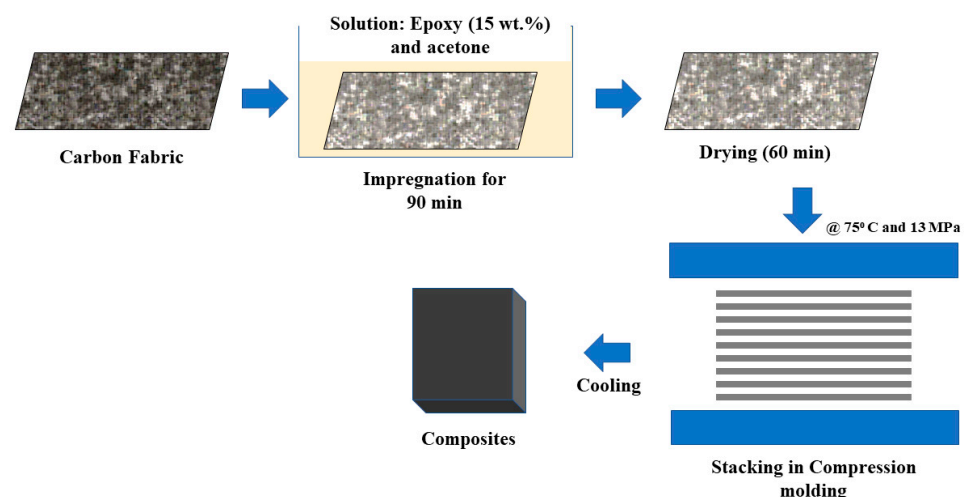 Solution: Epoxy (15 wt.%)
and acetone
Carbon Fabric
Impregnation for
90 min
Drying (60 min)
@ 75⁰ C and 13 MPa
Cooling
Composites
Stacking in Compression
molding